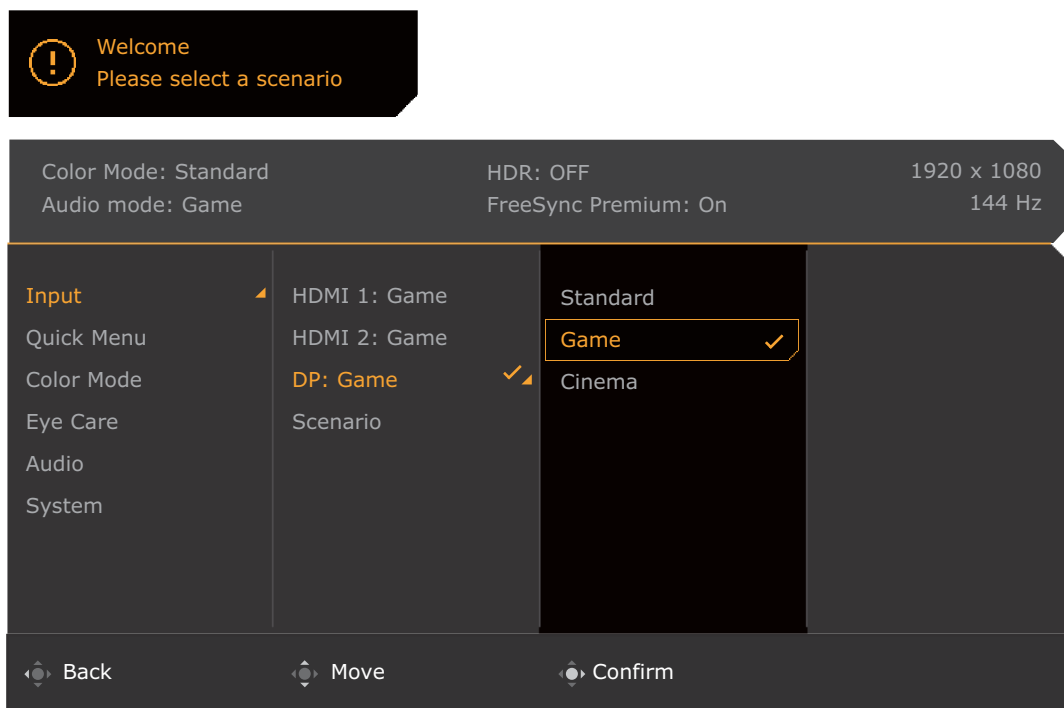 Welcome
Please select a scenario
Color Mode: Standard
HDR: OFF
1920 x 1080
Audio mode: Game
FreeSync Premium: On
144 Hz
Input
HDMI 1: Game
Standard
Quick Menu
HDMI 2: Game
Game
Color Mode
DP: Game
Cinema
Eye Care
Scenario
Audio
System
Back
Move
Confirm